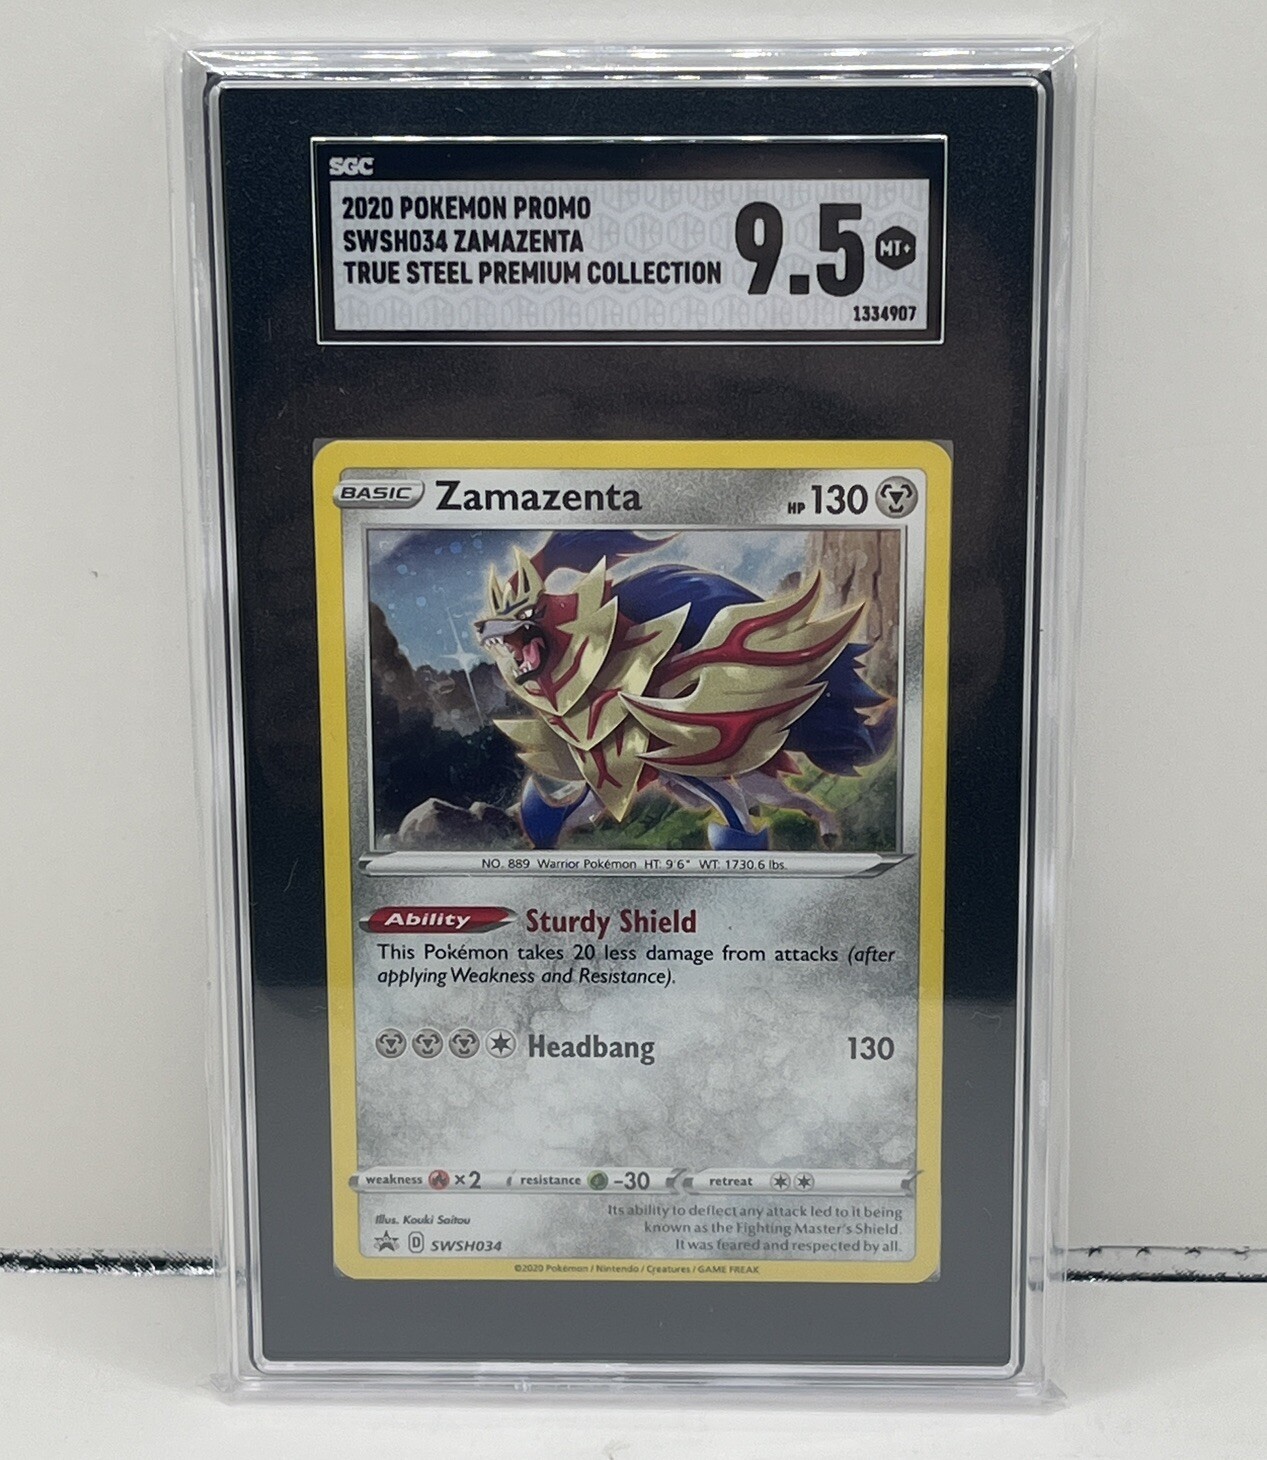 SGC
2020 POKEMON PROMO
SWSH034 ZAMAZENTA
TRUE STEEL PREMIUM COLLECTION
9.5 MT+
1334907
BASIC Zamazenta HP 130
NO. 889 Warrior Pokémon HT: 9'6" WT: 1730.6 lbs.
Ability Sturdy Shield
This Pokémon takes 20 less damage from attacks (after
applying Weakness and Resistance).
Headbang 130
weakness ×2 resistance -30 retreat
Illus. Kouki Saitou
D SWSH034
Its ability to deflect any attack led to it being
known as the Fighting Master's Shield.
It was feared and respected by all.
©2020 Pokémon / Nintendo / Creatures / GAME FREAK